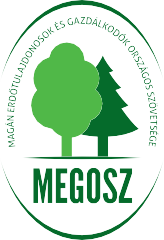 MAGÁN ERDŐTULAJDONOSOK ÉS GAZDÁLKODÓK ORSZÁGOS SZÖVETSÉGE
MEGOSZ